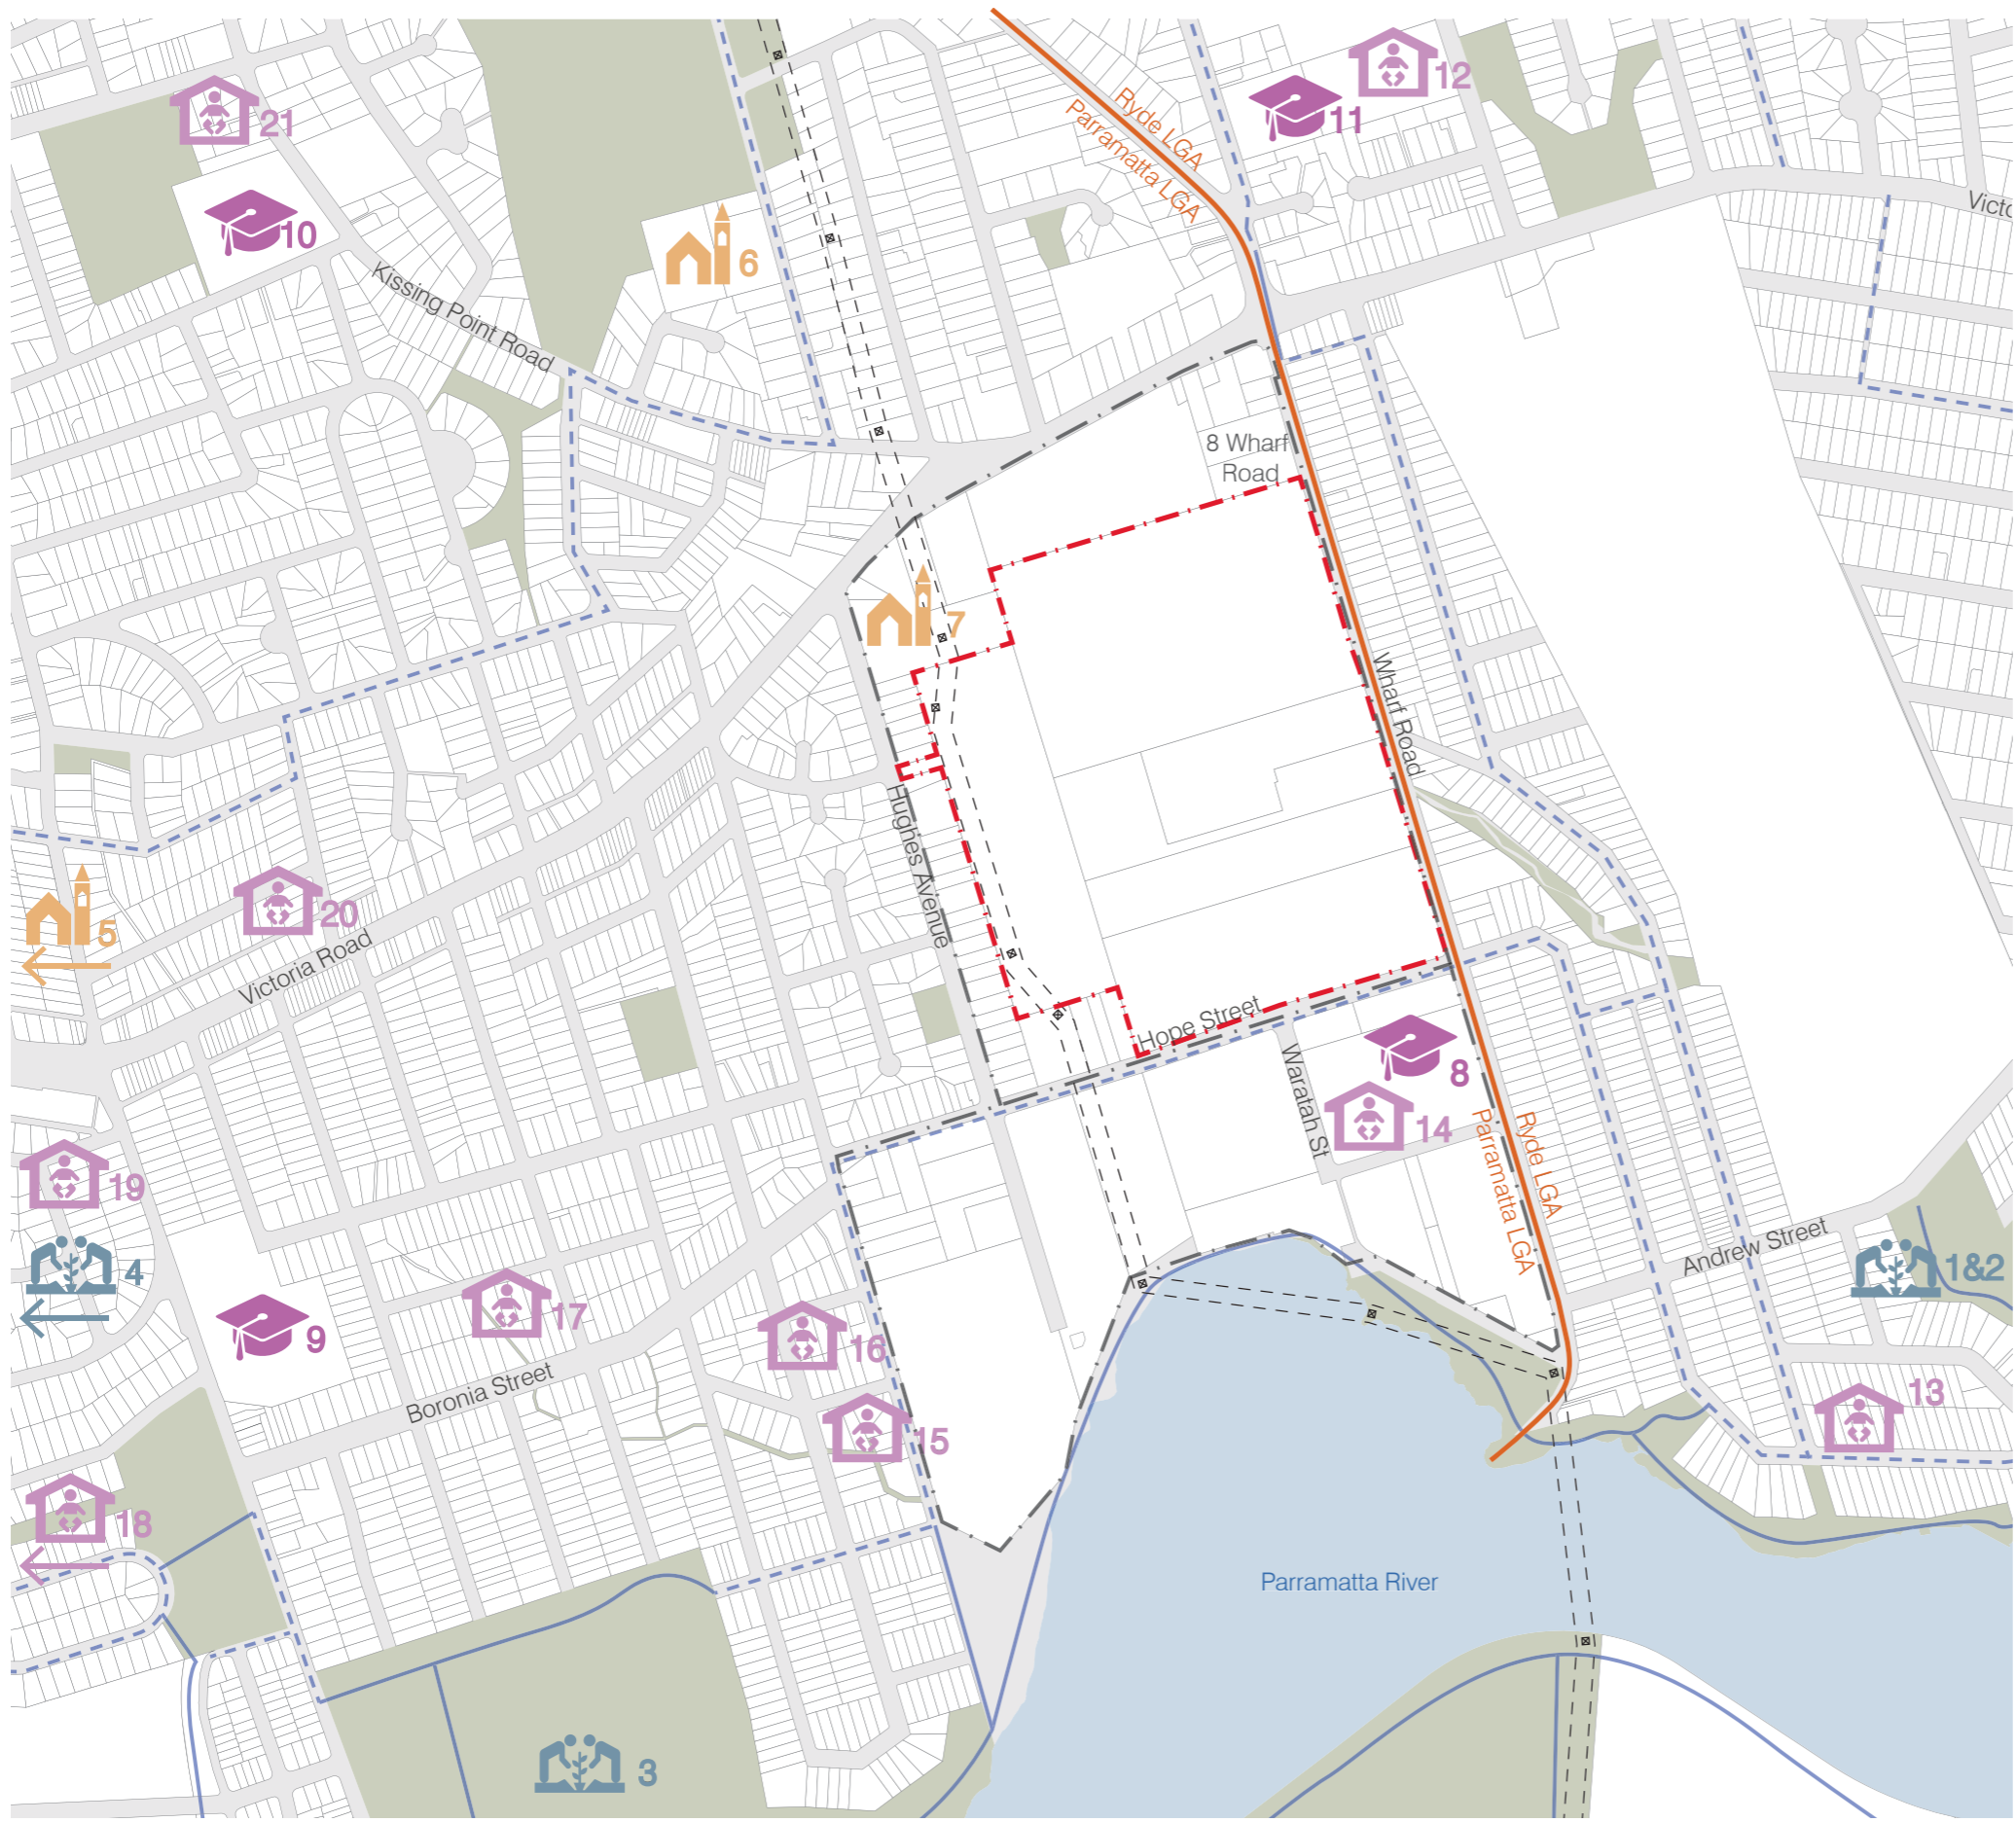 12
Ryde LGA
Parramatta LGA
11
21
10
Victo
6
Kissing Point Road
8 Wharf
Road
7
Wharf Road
Hughes Avenue
20
5
Victoria Road
Hope Street
Waratah St
8
14
Ryde LGA
Parramatta LGA
19
4
Andrew Street
1&2
17
16
9
Boronia Street
13
15
18
Parramatta River
3